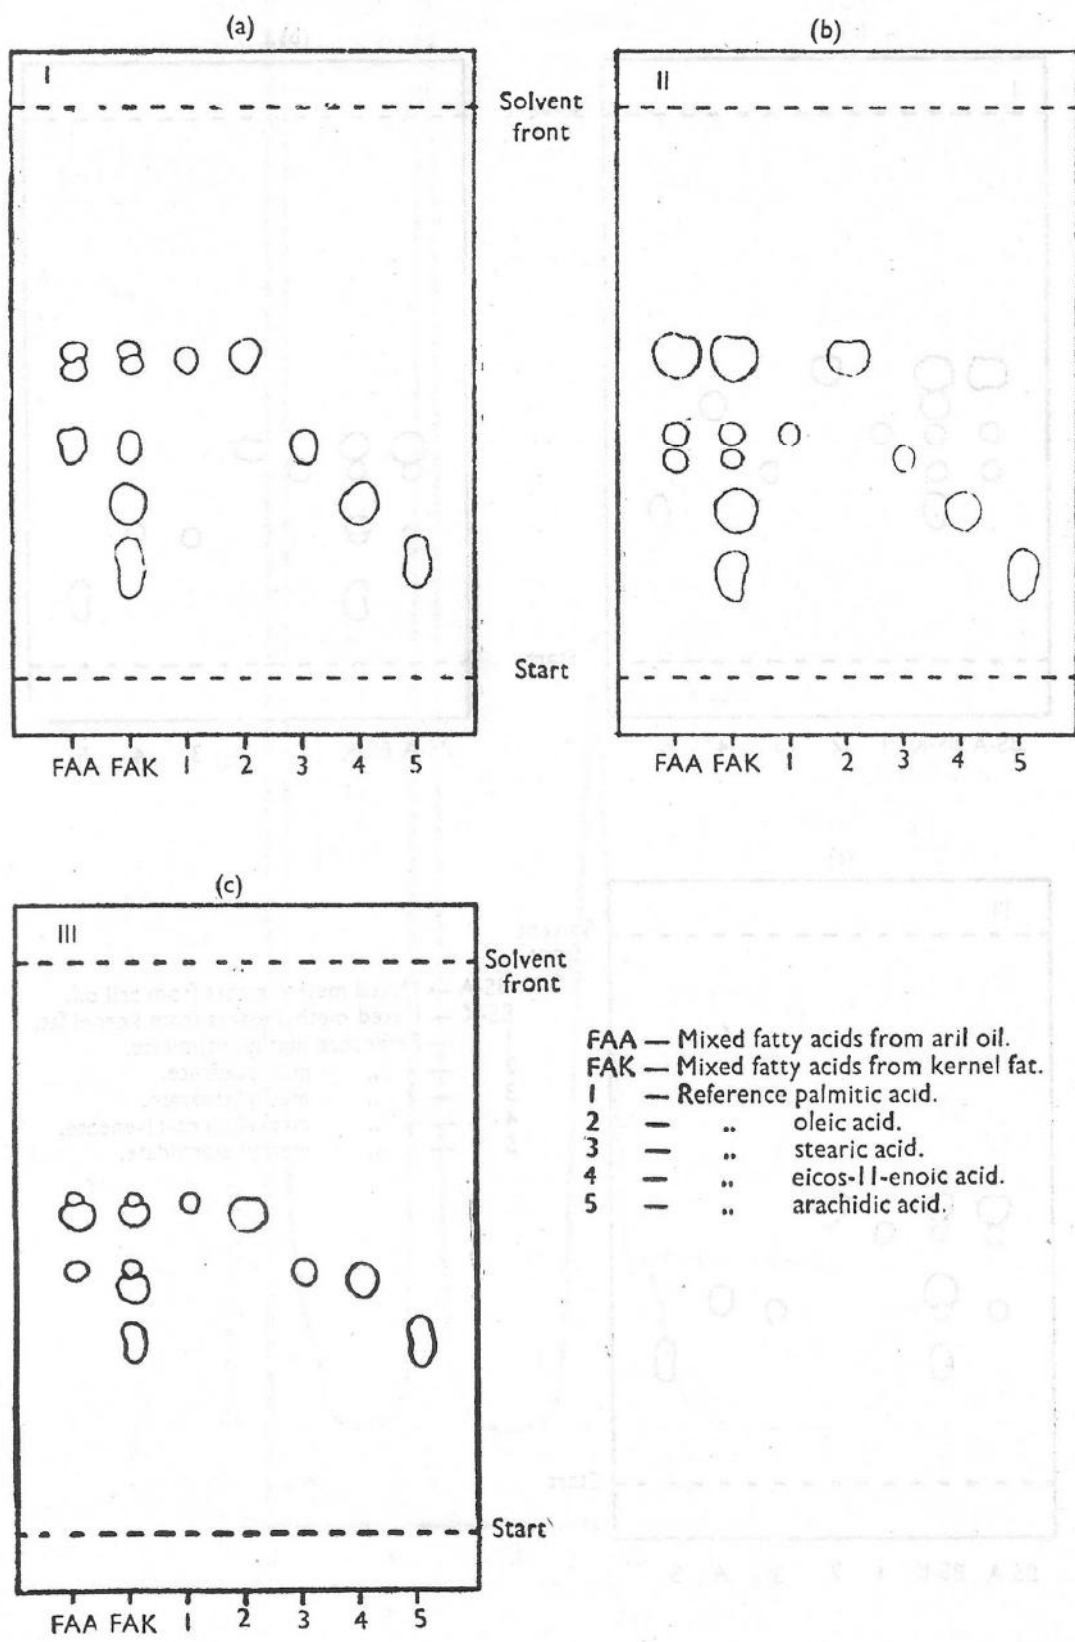 (a)
I
Solvent
front
Start
FAA FAK 1 2 3 4 5
(b)
II
FAA FAK 1 2 3 4 5
(c)
III
Solvent
front
Start
FAA FAK 1 2 3 4 5
FAA — Mixed fatty acids from aril oil.
FAK — Mixed fatty acids from kernel fat.
1 — Reference palmitic acid.
2 — ,, oleic acid.
3 — ,, stearic acid.
4 — ,, eicos-11-enoic acid.
5 — ,, arachidic acid.